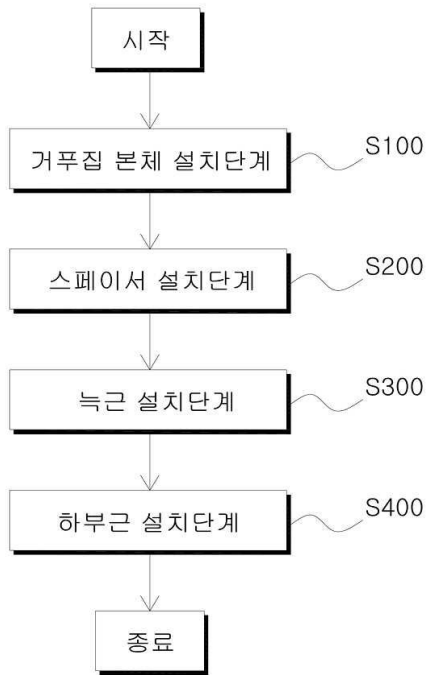 시작
거푸집 본체 설치단계
S100
스페이서 설치단계
S200
늑근 설치단계
S300
하부근 설치단계
S400
종료